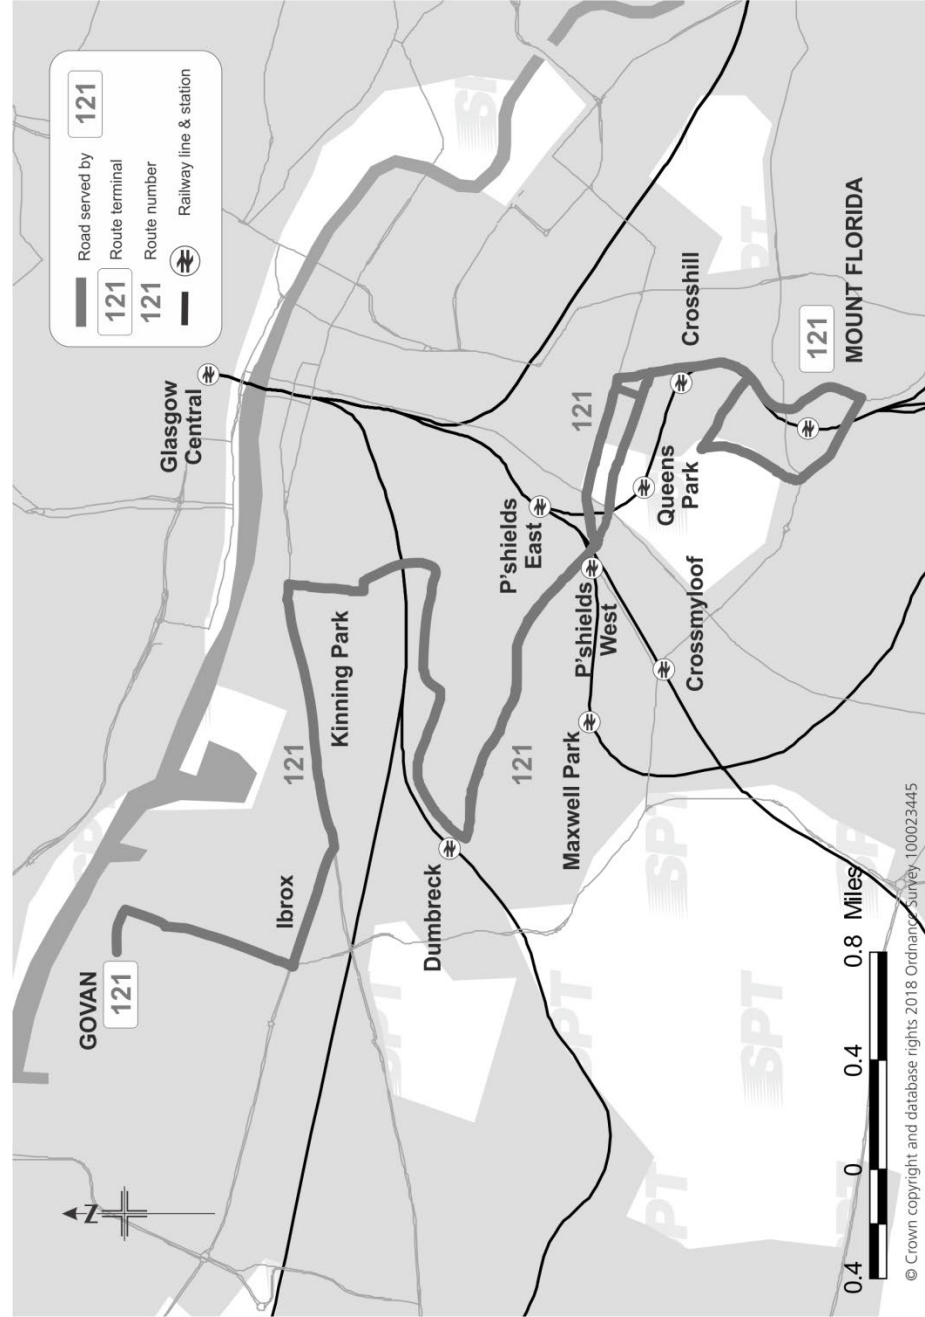 121
Road served by
121
Route terminal
121
Route number
Railway line & station
SPT
Glasgow
Central
GOVAN
121
SPT
Ibrox
121
Kinning Park
Dumbreck
121
P'shields
East
P'shields
West
121
Maxwell Park
Crossmyloof
Queens
Park
Crosshill
SPT
121
MOUNT FLORIDA
SPT
SPT
SPT
SPT
SPT
SPT
N
0.4
0
0.4
0.8 Miles
© Crown copyright and database rights 2018 Ordnance Survey 100023445